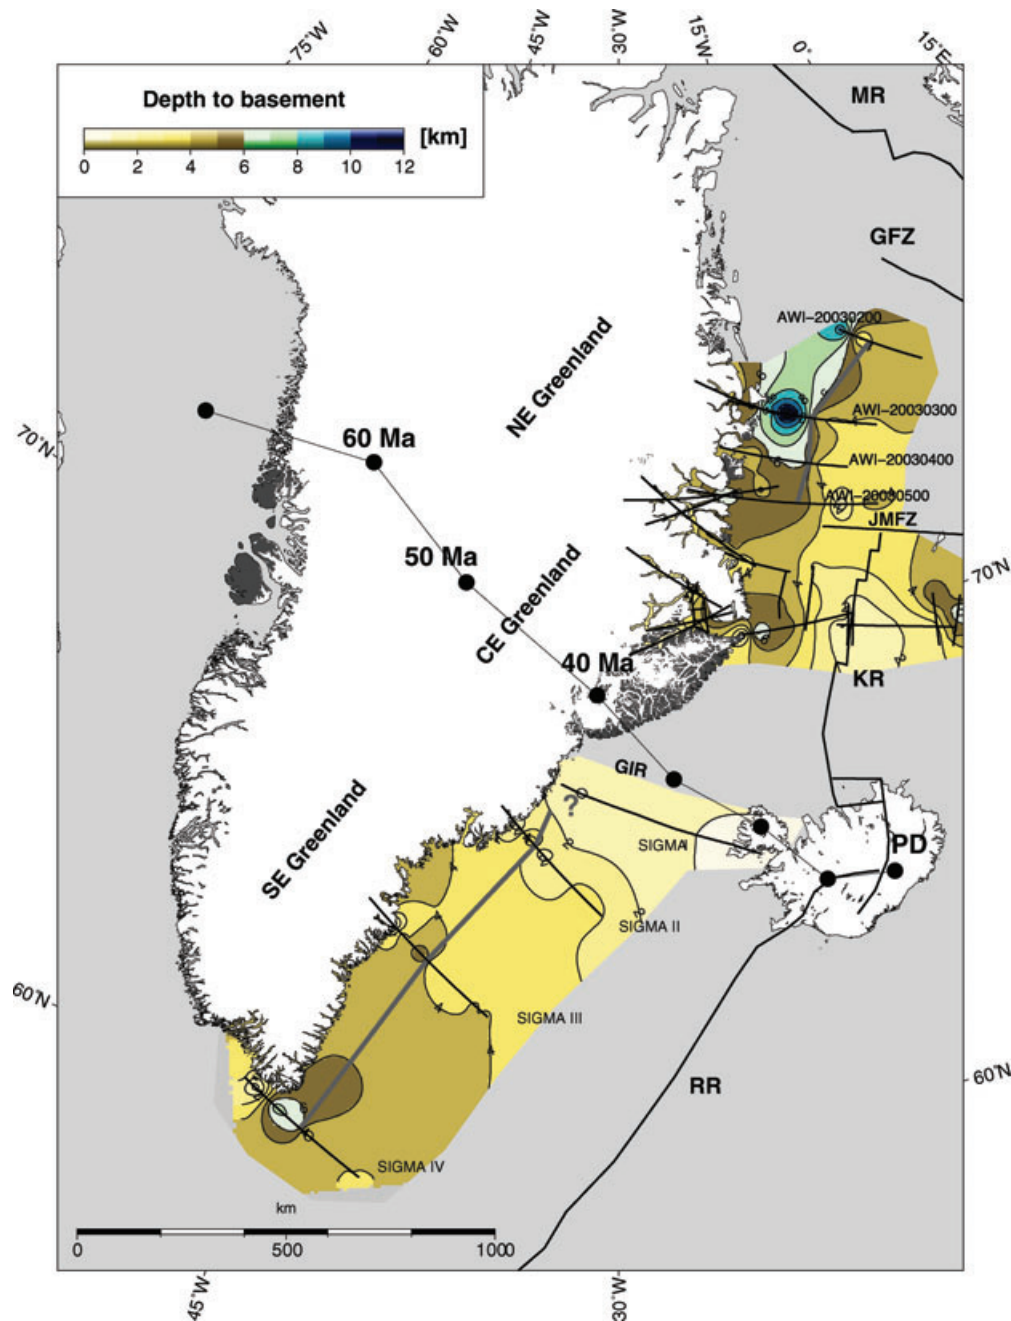 75°W
60°W
45°W
30°W
15°W
0°
15°E
Depth to basement
[km]
0 2 4 6 8 10 12
MR
GFZ
AWI-20030200
AWI-20030300
AWI-20030400
AWI-20030500
JMFZ
NE Greenland
60 Ma
50 Ma
CE Greenland
40 Ma
70°N
70°N
KR
GIR
?
SIGMA I
PD
SE Greenland
SIGMA II
SIGMA III
60°N
60°N
RR
SIGMA IV
km
0 500 1000
45°W
30°W